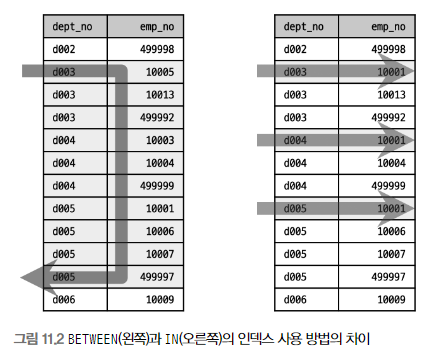 dept_no emp_no
d002 499998
d003 10005
d003 10013
d003 499992
d004 10003
d004 10004
d004 499999
d005 10001
d005 10006
d005 10007
d005 499997
d006 10009
dept_no emp_no
d002 499998
d003 10001
d003 10013
d003 499992
d004 10001
d004 10004
d004 499999
d005 10001
d005 10006
d005 10007
d005 499997
d006 10009
그림 11.2 BETWEEN(왼쪽)과 IN(오른쪽)의 인덱스 사용 방법의 차이